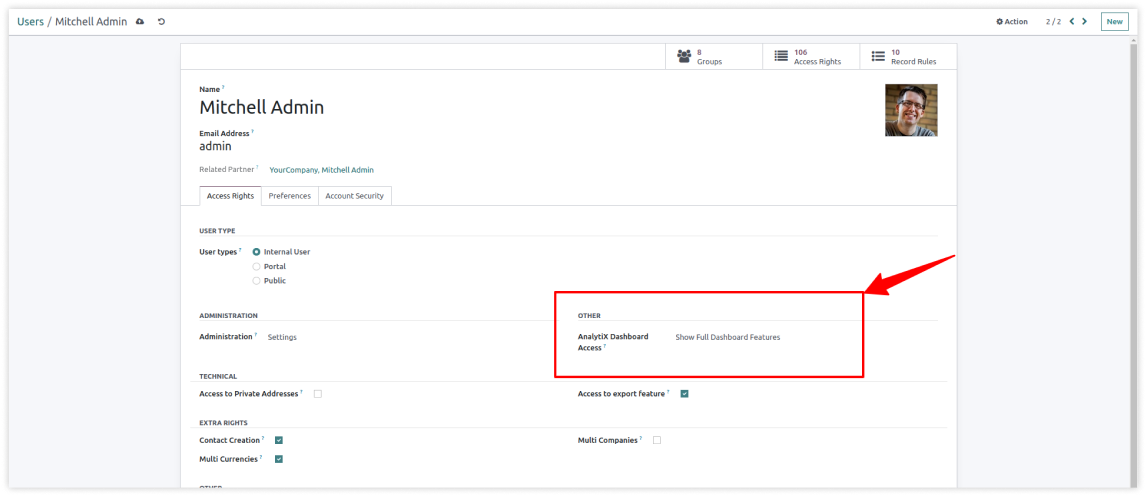 Users / Mitchell Admin
Action 2 / 2 New
8 Groups
106 Access Rights
10 Record Rules
Name ?
Mitchell Admin
Email Address ?
admin
Related Partner ? YourCompany, Mitchell Admin
Access Rights Preferences Account Security
USER TYPE
User types ? Internal User
Portal
Public
ADMINISTRATION
Administration ? Settings
OTHER
AnalytiX Dashboard
Access ?
Show Full Dashboard Features
TECHNICAL
Access to Private Addresses ?
Access to export feature ?
EXTRA RIGHTS
Contact Creation ?
Multi Companies ?
Multi Currencies ?
OTHER